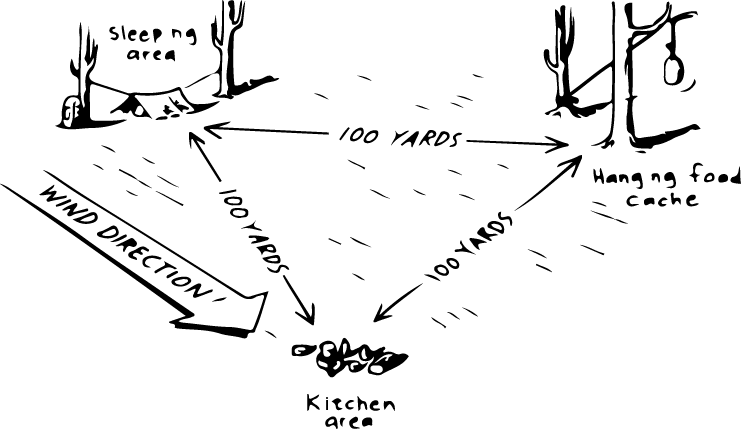 Sleep ng
area
100 YARDS
Hang ng food
cache
100 YARDS
100 YARDS
WIND DIRECTION
Kitchen
area